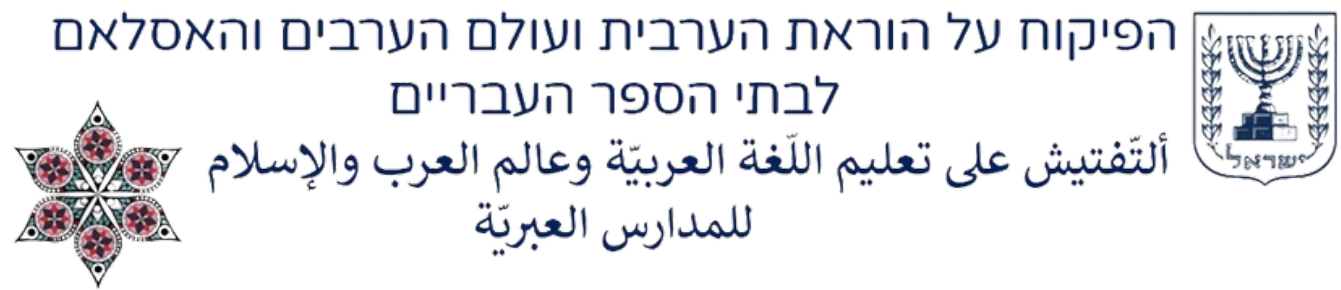 הפיקוח על הוראת הערבית ועולם הערבים והאסלאם
לבתי הספר העבריים
ألتّفتيش على تعليم اللّغة العربيّة وعالم العرب والإسلام
للمدارس العبريّة
ישראל